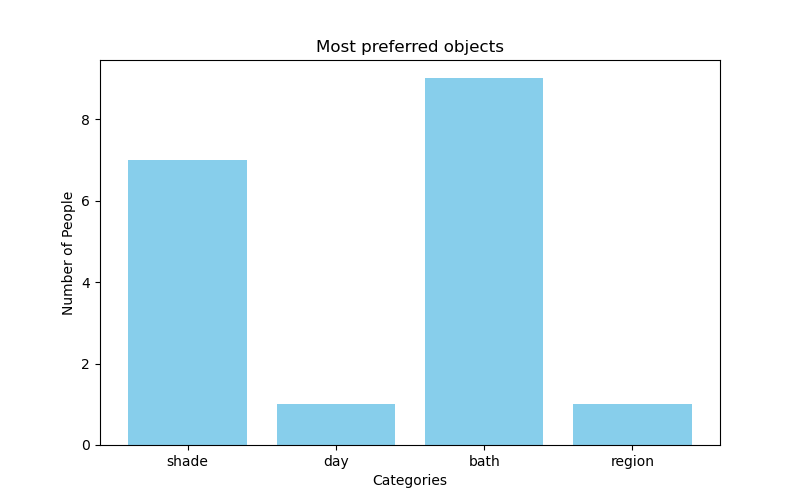 Most preferred objects
Number of People
8
6
4
2
0
shade day bath region
Categories